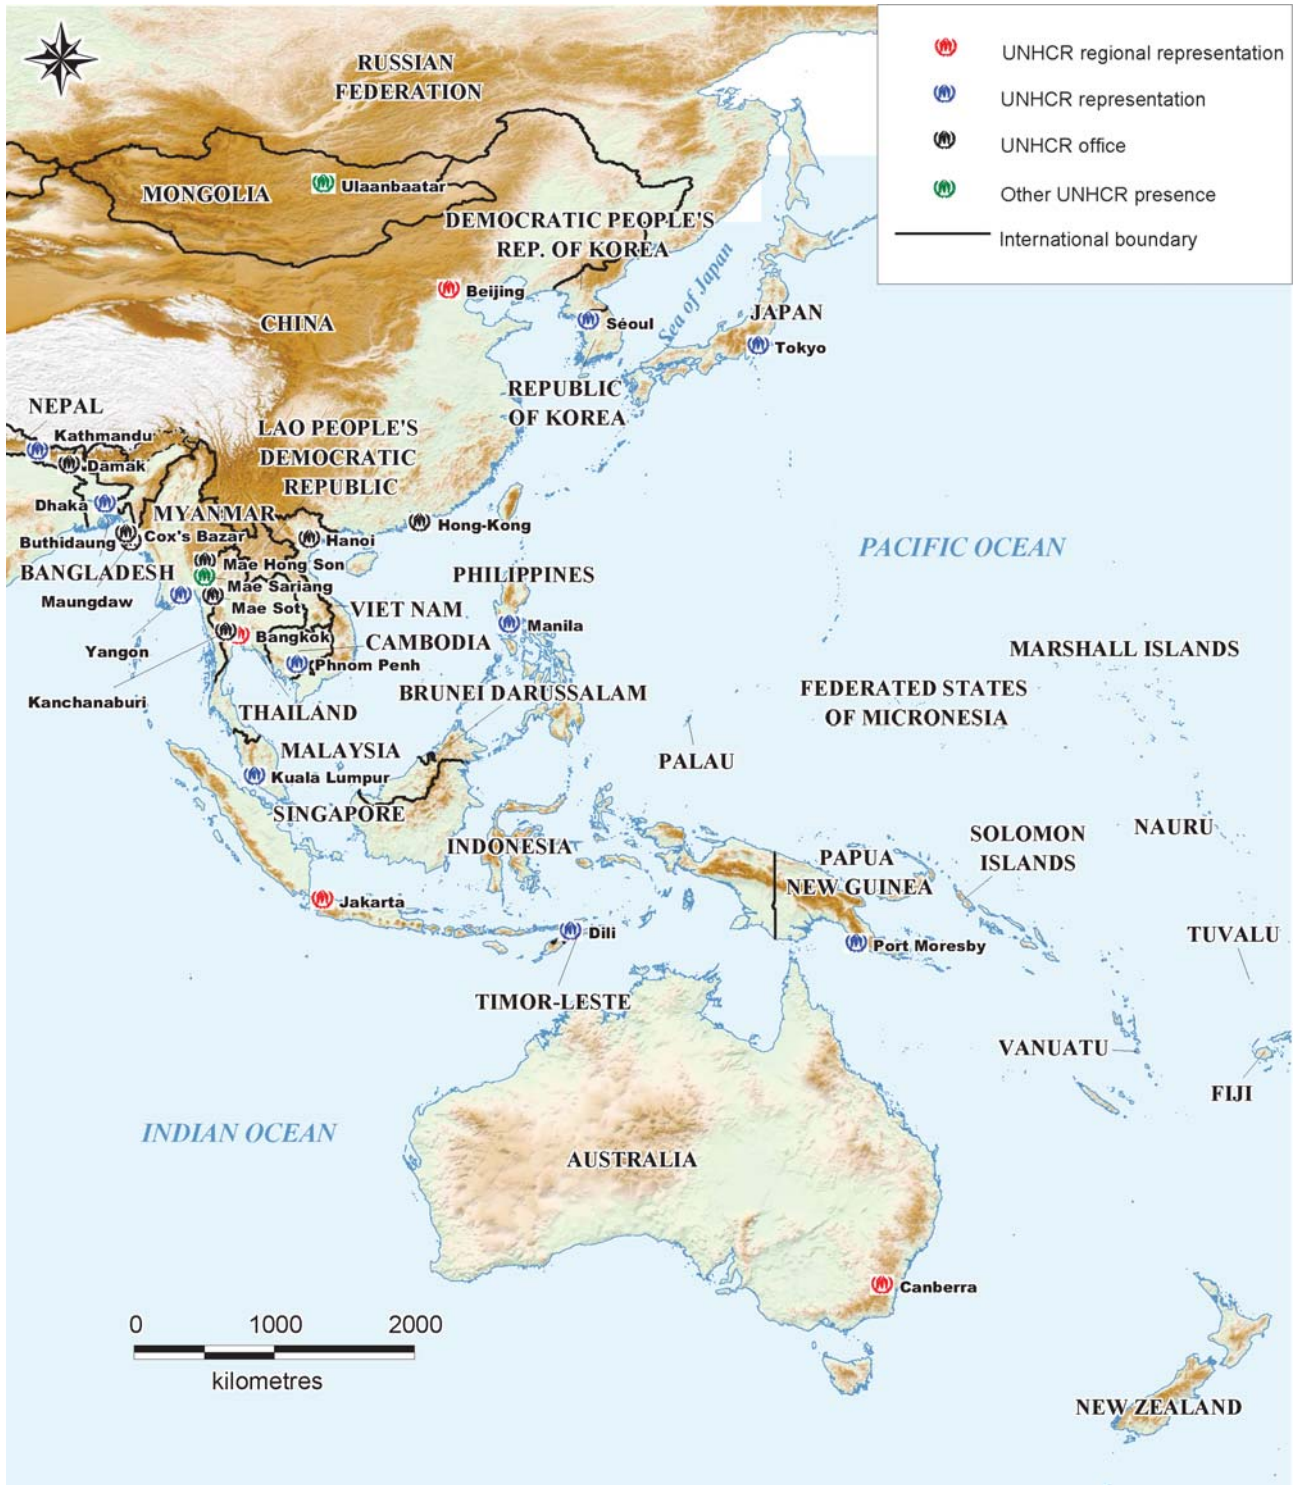 UNHCR regional representation
UNHCR representation
UNHCR office
Other UNHCR presence
International boundary
RUSSIAN
FEDERATION
MONGOLIA
Ulaanbaatar
DEMOCRATIC PEOPLE'S
REP. OF KOREA
Sea of Japan
Beijing
CHINA
Séoul
JAPAN
Tokyo
REPUBLIC
OF KOREA
NEPAL
Kathmandu
Damak
LAO PEOPLE'S
DEMOCRATIC
REPUBLIC
Dhaka
MYANMAR
Hong-Kong
Buthidaung
Cox's Bazar
Hanoi
PACIFIC OCEAN
BANGLADESH
Mae Hong Son
PHILIPPINES
Maungdaw
Mae Sariang
Mae Sot
VIET NAM
Manila
Yangon
Bangkok
CAMBODIA
MARSHALL ISLANDS
Phnom Penh
Kanchanaburi
BRUNEI DARUSSALAM
FEDERATED STATES
OF MICRONESIA
THAILAND
MALAYSIA
PALAU
Kuala Lumpur
SINGAPORE
INDONESIA
NAURU
SOLOMON
ISLANDS
PAPUA
NEW GUINEA
Jakarta
Dili
Port Moresby
TUVALU
TIMOR-LESTE
VANUATU
FIJI
INDIAN OCEAN
AUSTRALIA
Canberra
0 1000 2000
kilometres
NEW ZEALAND